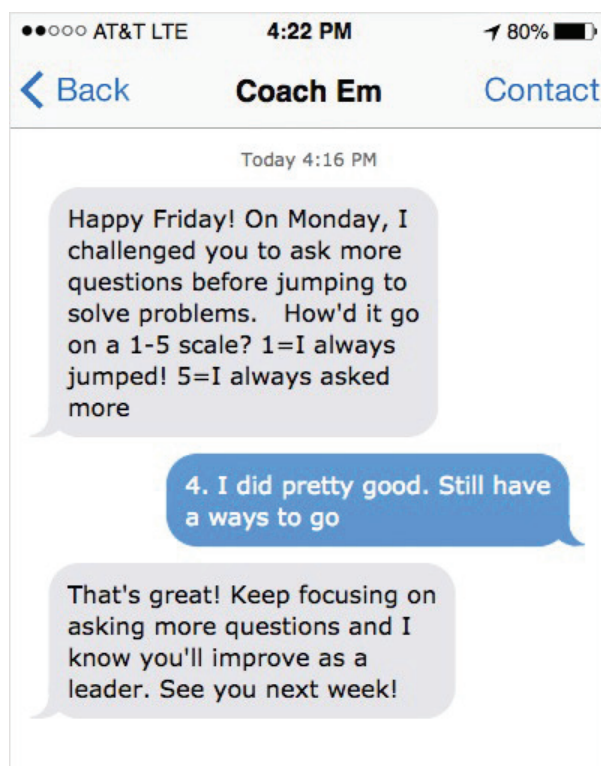 ●●○○○ AT&T LTE 4:22 PM 80%
Back Coach Em Contact
Today 4:16 PM
Happy Friday! On Monday, I
challenged you to ask more
questions before jumping to
solve problems.   How'd it go
on a 1-5 scale? 1=I always
jumped! 5=I always asked
more
4. I did pretty good. Still have
a ways to go
That's great! Keep focusing on
asking more questions and I
know you'll improve as a
leader. See you next week!